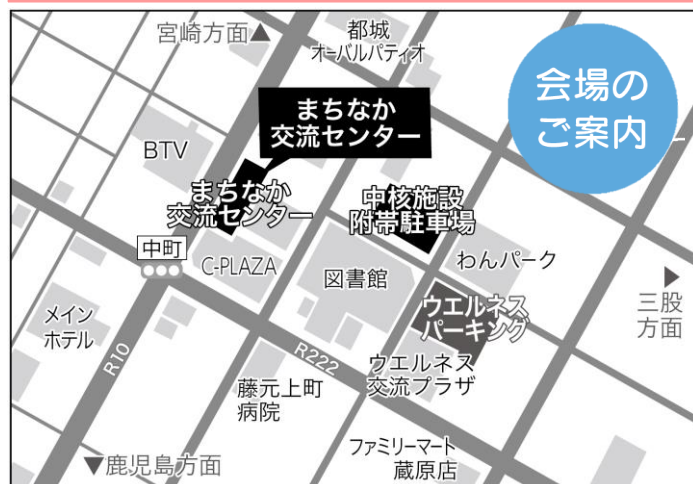 宮崎方面▲
都城
オーバルパティオ
会場の
ご案内
まちなか
交流センター
BTV
まちなか
交流センター
中核施設
附帯駐車場
中町
C-PLAZA
図書館
わんパーク
▶
三股
方面
メイン
ホテル
ウエルネス
パーキング
R10
R222
ウエルネス
交流プラザ
藤元上町
病院
ファミリーマート
蔵原店
▼鹿児島方面